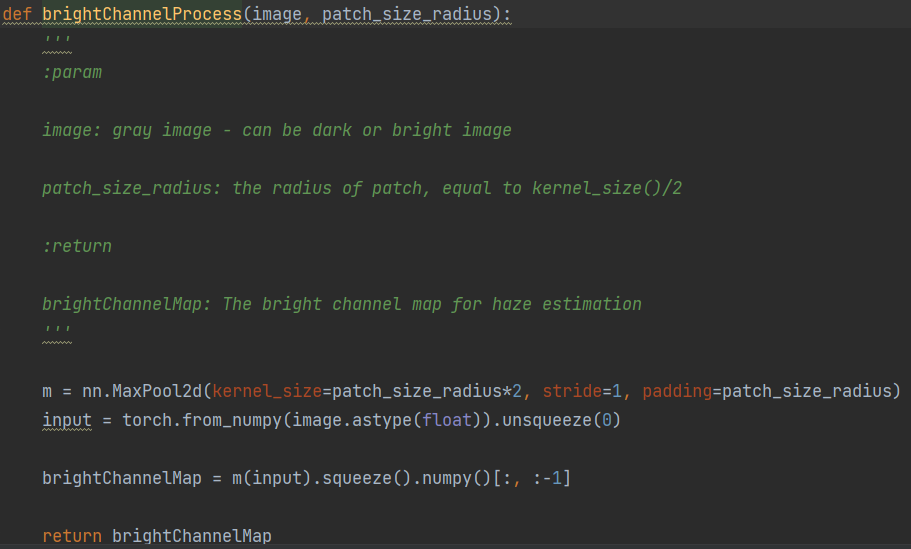 def brightChannelProcess(image, patch_size_radius):
    '''
    :param
    image: gray image - can be dark or bright image
    patch_size_radius: the radius of patch, equal to kernel_size()/2
    :return
    brightChannelMap: The bright channel map for haze estimation
    '''
    m = nn.MaxPool2d(kernel_size=patch_size_radius*2, stride=1, padding=patch_size_radius)
    input = torch.from_numpy(image.astype(float)).unsqueeze(0)
    brightChannelMap = m(input).squeeze().numpy()[:, :-1]
    return brightChannelMap